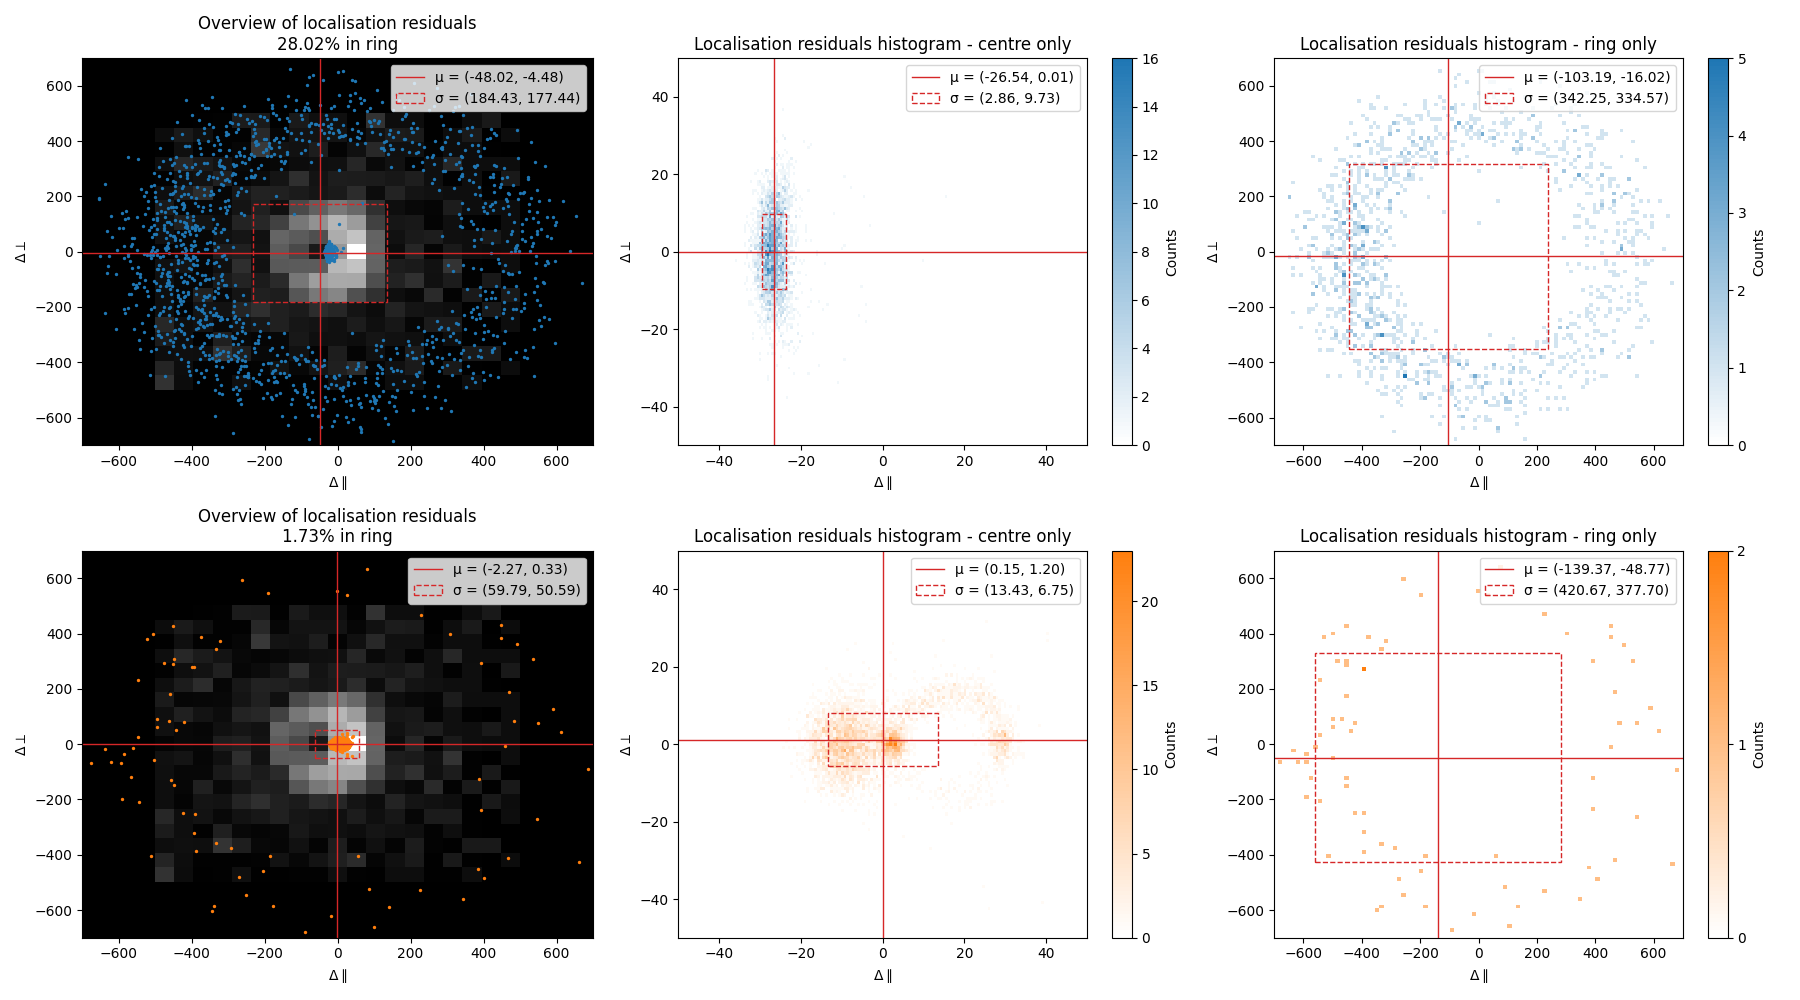 Overview of localisation residuals
28.02% in ring
μ = (-48.02, -4.48)
σ = (184.43, 177.44)
600
400
200
0
−200
−400
−600
Δ ⊥
−600 −400 −200 0 200 400 600
Δ ∥
Localisation residuals histogram - centre only
μ = (-26.54, 0.01)
σ = (2.86, 9.73)
40
20
0
−20
−40
Δ ⊥
−40 −20 0 20 40
Δ ∥
16
14
12
10
8
6
4
2
0
Counts
Localisation residuals histogram - ring only
μ = (-103.19, -16.02)
σ = (342.25, 334.57)
600
400
200
0
−200
−400
−600
Δ ⊥
−600 −400 −200 0 200 400 600
Δ ∥
5
4
3
2
1
0
Counts
Overview of localisation residuals
1.73% in ring
μ = (-2.27, 0.33)
σ = (59.79, 50.59)
600
400
200
0
−200
−400
−600
Δ ⊥
−600 −400 −200 0 200 400 600
Δ ∥
Localisation residuals histogram - centre only
μ = (0.15, 1.20)
σ = (13.43, 6.75)
40
20
0
−20
−40
Δ ⊥
−40 −20 0 20 40
Δ ∥
20
15
10
5
0
Counts
Localisation residuals histogram - ring only
μ = (-139.37, -48.77)
σ = (420.67, 377.70)
600
400
200
0
−200
−400
−600
Δ ⊥
−600 −400 −200 0 200 400 600
Δ ∥
2
1
0
Counts